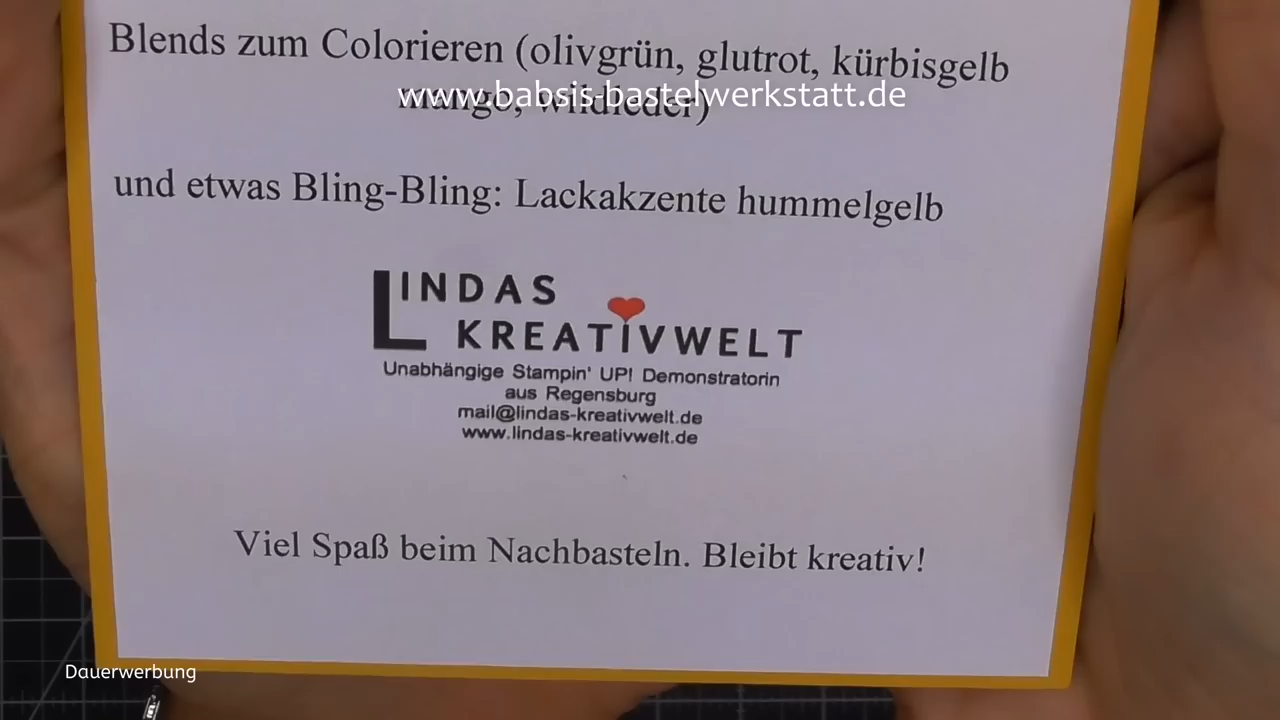 Blends zum Colorieren (olivgrün, glutrot, kürbisgelb
www.babsis-bastelwerkstatt.de
mango, wildleder)
und etwas Bling-Bling: Lackakzente hummelgelb
LINDAS
KREATIVWELT
Unabhängige Stampin' UP! Demonstratorin
aus Regensburg
mail@lindas-kreativwelt.de
www.lindas-kreativwelt.de
Viel Spaß beim Nachbasteln. Bleibt kreativ!
Dauerwerbung